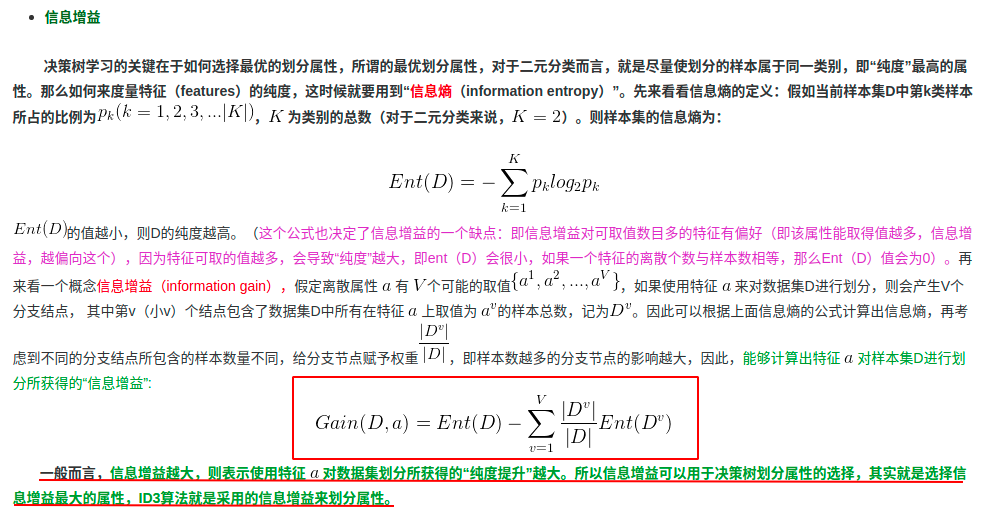 • 信息增益
决策树学习的关键在于如何选择最优的划分属性，所谓的最优划分属性，对于二元分类而言，就是尽量使划分的样本属于同一类别，即“纯度”最高的属
性。那么如何来度量特征（features）的纯度，这时候就要用到“信息熵（information entropy）”。先来看看信息熵的定义：假如当前样本集D中第k类样本
所占的比例为p_k(k = 1, 2, 3, ...|K|)，K 为类别的总数（对于二元分类来说，K = 2）。则样本集的信息熵为：
Ent(D) = −∑_{k=1}^{K} p_k log_2 p_k
Ent(D)的值越小，则D的纯度越高。（这个公式也决定了信息增益的一个缺点：即信息增益对可取值数目多的特征有偏好（即该属性能取得值越多，信息增
益，越偏向这个），因为特征可取的值越多，会导致“纯度”越大，即ent（D）会很小，如果一个特征的离散个数与样本数相等，那么Ent（D）值会为0）。再
来看一个概念信息增益（information gain），假定离散属性 a 有 V 个可能的取值{a^1, a^2, ..., a^V}，如果使用特征 a 来对数据集D进行划分，则会产生V个
分支结点， 其中第v（小v）个结点包含了数据集D中所有在特征 a 上取值为 a^v的样本总数，记为D^v。因此可以根据上面信息熵的公式计算出信息熵，再考
虑到不同的分支结点所包含的样本数量不同，给分支节点赋予权重 |D^v|/|D|，即样本数越多的分支节点的影响越大，因此，能够计算出特征 a 对样本集D进行划
分所获得的“信息增益”:
Gain(D, a) = Ent(D) − ∑_{v=1}^{V} |D^v|/|D| Ent(D^v)
一般而言，信息增益越大，则表示使用特征 a 对数据集划分所获得的“纯度提升”越大。所以信息增益可以用于决策树划分属性的选择，其实就是选择信
息增益最大的属性，ID3算法就是采用的信息增益来划分属性。